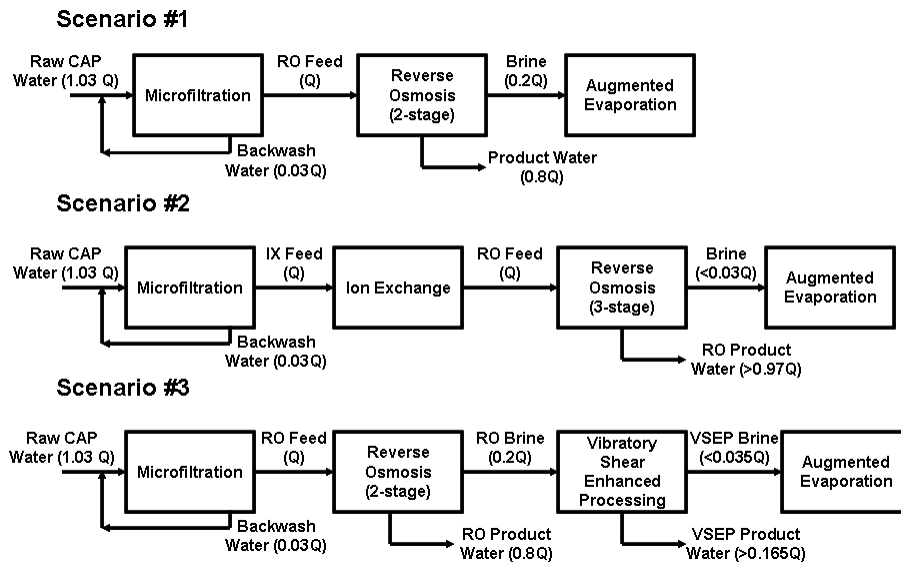 Scenario #1
Raw CAP
Water (1.03 Q)
Microfiltration
Backwash
Water (0.03Q)
RO Feed
(Q)
Reverse
Osmosis
(2-stage)
Product Water
(0.8Q)
Brine
(0.2Q)
Augmented
Evaporation
Scenario #2
Raw CAP
Water (1.03 Q)
Microfiltration
Backwash
Water (0.03Q)
IX Feed
(Q)
Ion Exchange
RO Feed
(Q)
Reverse
Osmosis
(3-stage)
RO Product
Water (>0.97Q)
Brine
(<0.03Q)
Augmented
Evaporation
Scenario #3
Raw CAP
Water (1.03 Q)
Microfiltration
Backwash
Water (0.03Q)
RO Feed
(Q)
Reverse
Osmosis
(2-stage)
RO Product
Water (0.8Q)
RO Brine
(0.2Q)
Vibratory
Shear
Enhanced
Processing
VSEP Product
Water (>0.165Q)
VSEP Brine
(<0.035Q)
Augmented
Evaporation